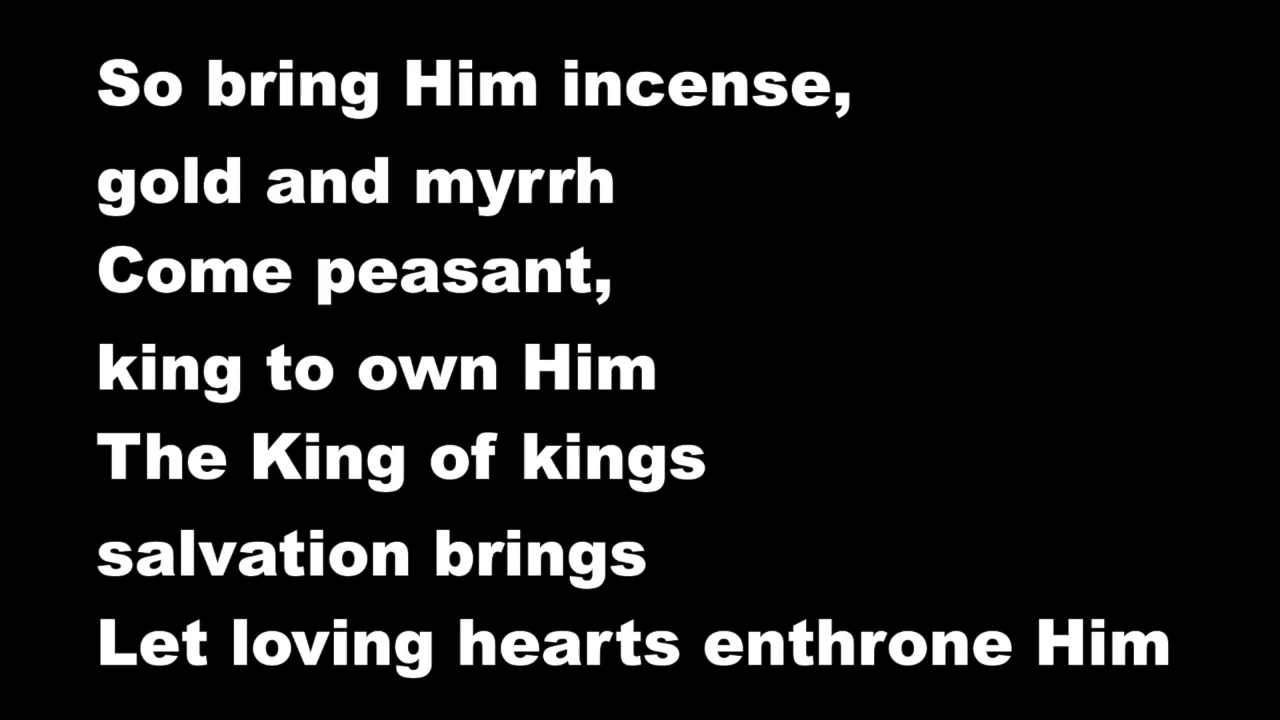 So bring Him incense,
gold and myrrh
Come peasant,
king to own Him
The King of kings
salvation brings
Let loving hearts enthrone Him